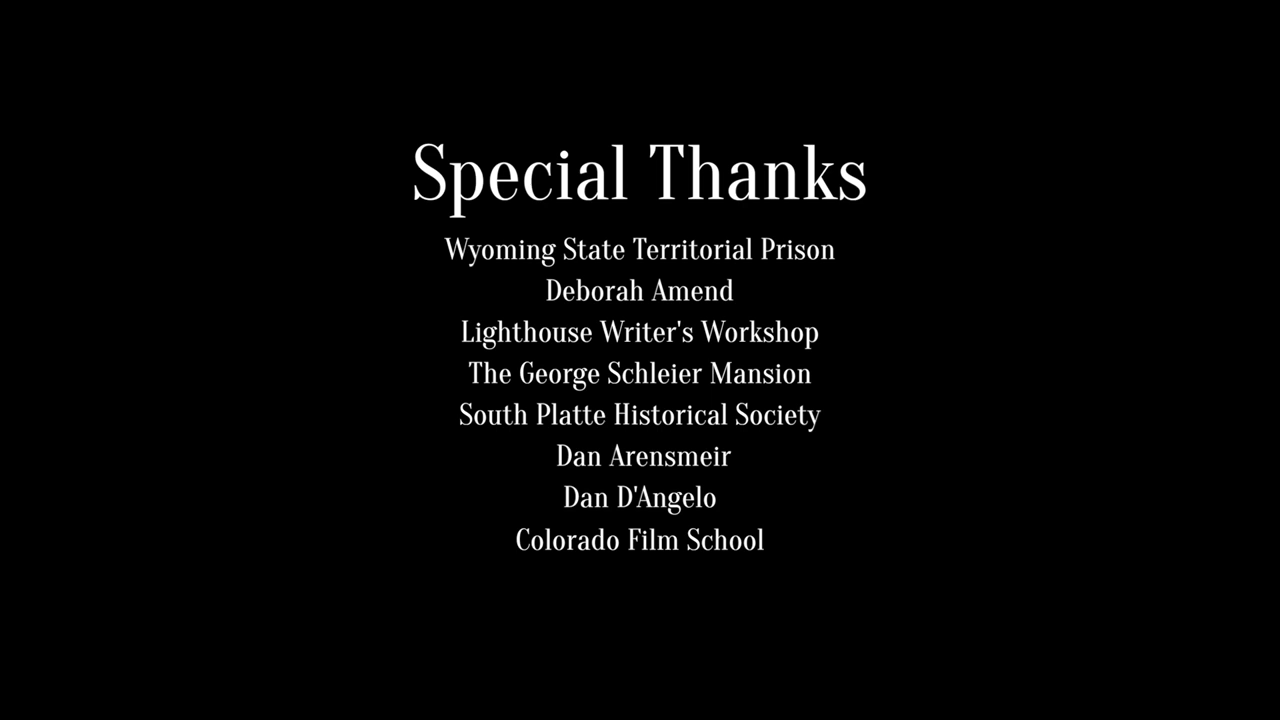 Special Thanks
Wyoming State Territorial Prison
Deborah Amend
Lighthouse Writer's Workshop
The George Schleier Mansion
South Platte Historical Society
Dan Arensmeir
Dan D'Angelo
Colorado Film School